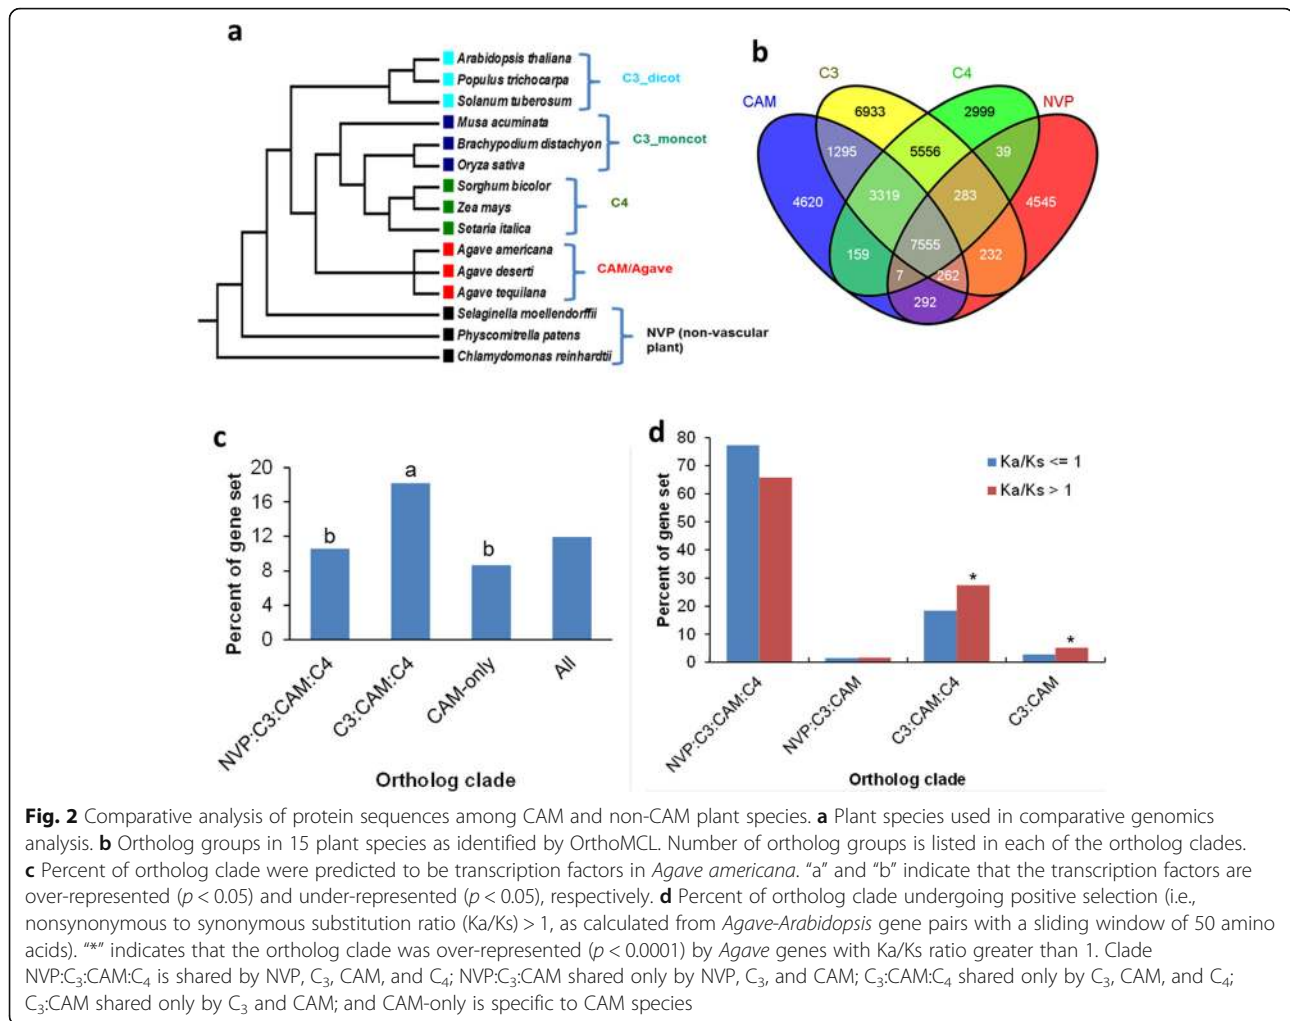 a
Arabidopsis thaliana
Populus trichocarpa
Solanum tuberosum
C3_dicot
Musa acuminata
Brachypodium distachyon
Oryza sativa
C3_moncot
Sorghum bicolor
Zea mays
Setaria italica
C4
Agave americana
Agave deserti
Agave tequilana
CAM/Agave
Selaginella moellendorffii
Physcomitrella patens
Chlamydomonas reinhardtii
NVP (non-vascular
plant)
b
C3
C4
CAM
NVP
6933
2999
1295
5556
39
4620
3319
283
4545
7555
159
232
7
262
292
c
Percent of gene set
20
16
12
8
4
0
b
a
b
NVP:C3:CAM:C4
C3:CAM:C4
CAM-only
All
Ortholog clade
d
Percent of gene set
80
70
60
50
40
30
20
10
0
Ka/Ks <= 1
Ka/Ks > 1
*
*
NVP:C3:CAM:C4
NVP:C3:CAM
C3:CAM:C4
C3:CAM
Ortholog clade
Fig. 2 Comparative analysis of protein sequences among CAM and non-CAM plant species. a Plant species used in comparative genomics
analysis. b Ortholog groups in 15 plant species as identified by OrthoMCL. Number of ortholog groups is listed in each of the ortholog clades.
c Percent of ortholog clade were predicted to be transcription factors in Agave americana. “a” and “b” indicate that the transcription factors are
over-represented (p < 0.05) and under-represented (p < 0.05), respectively. d Percent of ortholog clade undergoing positive selection (i.e.,
nonsynonymous to synonymous substitution ratio (Ka/Ks) > 1, as calculated from Agave-Arabidopsis gene pairs with a sliding window of 50 amino
acids). “*” indicates that the ortholog clade was over-represented (p < 0.0001) by Agave genes with Ka/Ks ratio greater than 1. Clade
NVP:C3:CAM:C4 is shared by NVP, C3, CAM, and C4; NVP:C3:CAM shared only by NVP, C3, and CAM; C3:CAM:C4 shared only by C3, CAM, and C4;
C3:CAM shared only by C3 and CAM; and CAM-only is specific to CAM species